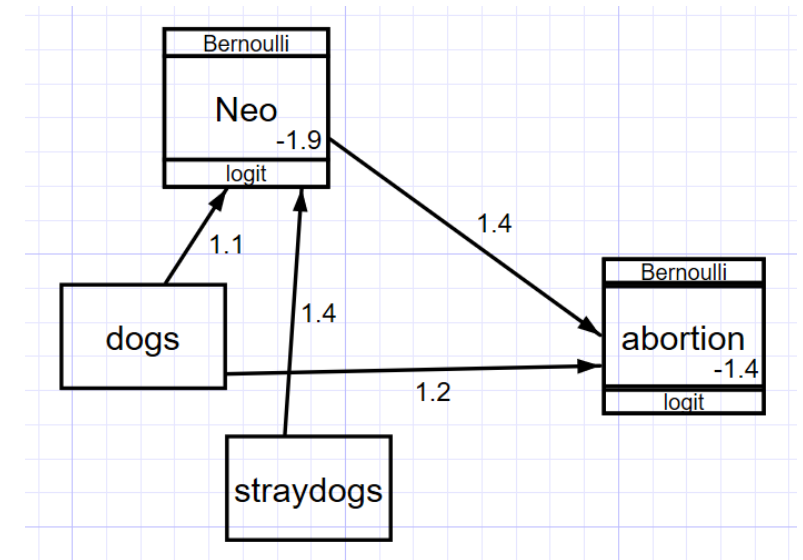 Bernoulli
Neo
-1.9
logit
1.4
1.1
Bernoulli
abortion
-1.4
logit
1.4
dogs
1.2
straydogs